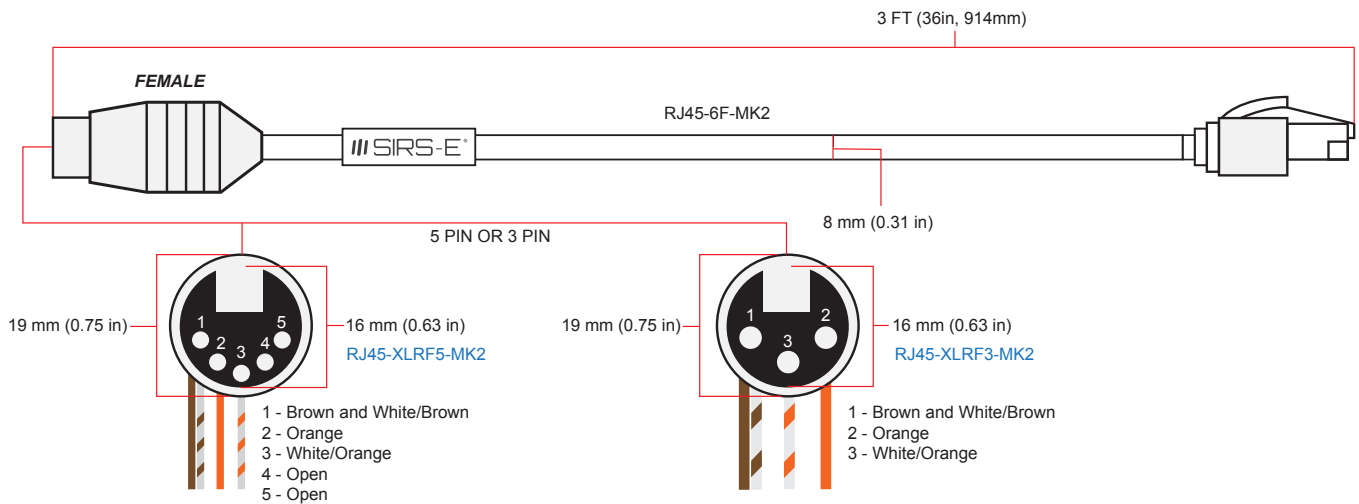 3 FT (36in, 914mm)
FEMALE
RJ45-6F-MK2
SIRS-E®
8 mm (0.31 in)
5 PIN OR 3 PIN
19 mm (0.75 in)
1
2
3
4
5
16 mm (0.63 in)
RJ45-XLRF5-MK2
1 - Brown and White/Brown
2 - Orange
3 - White/Orange
4 - Open
5 - Open
19 mm (0.75 in)
1
2
3
16 mm (0.63 in)
RJ45-XLRF3-MK2
1 - Brown and White/Brown
2 - Orange
3 - White/Orange